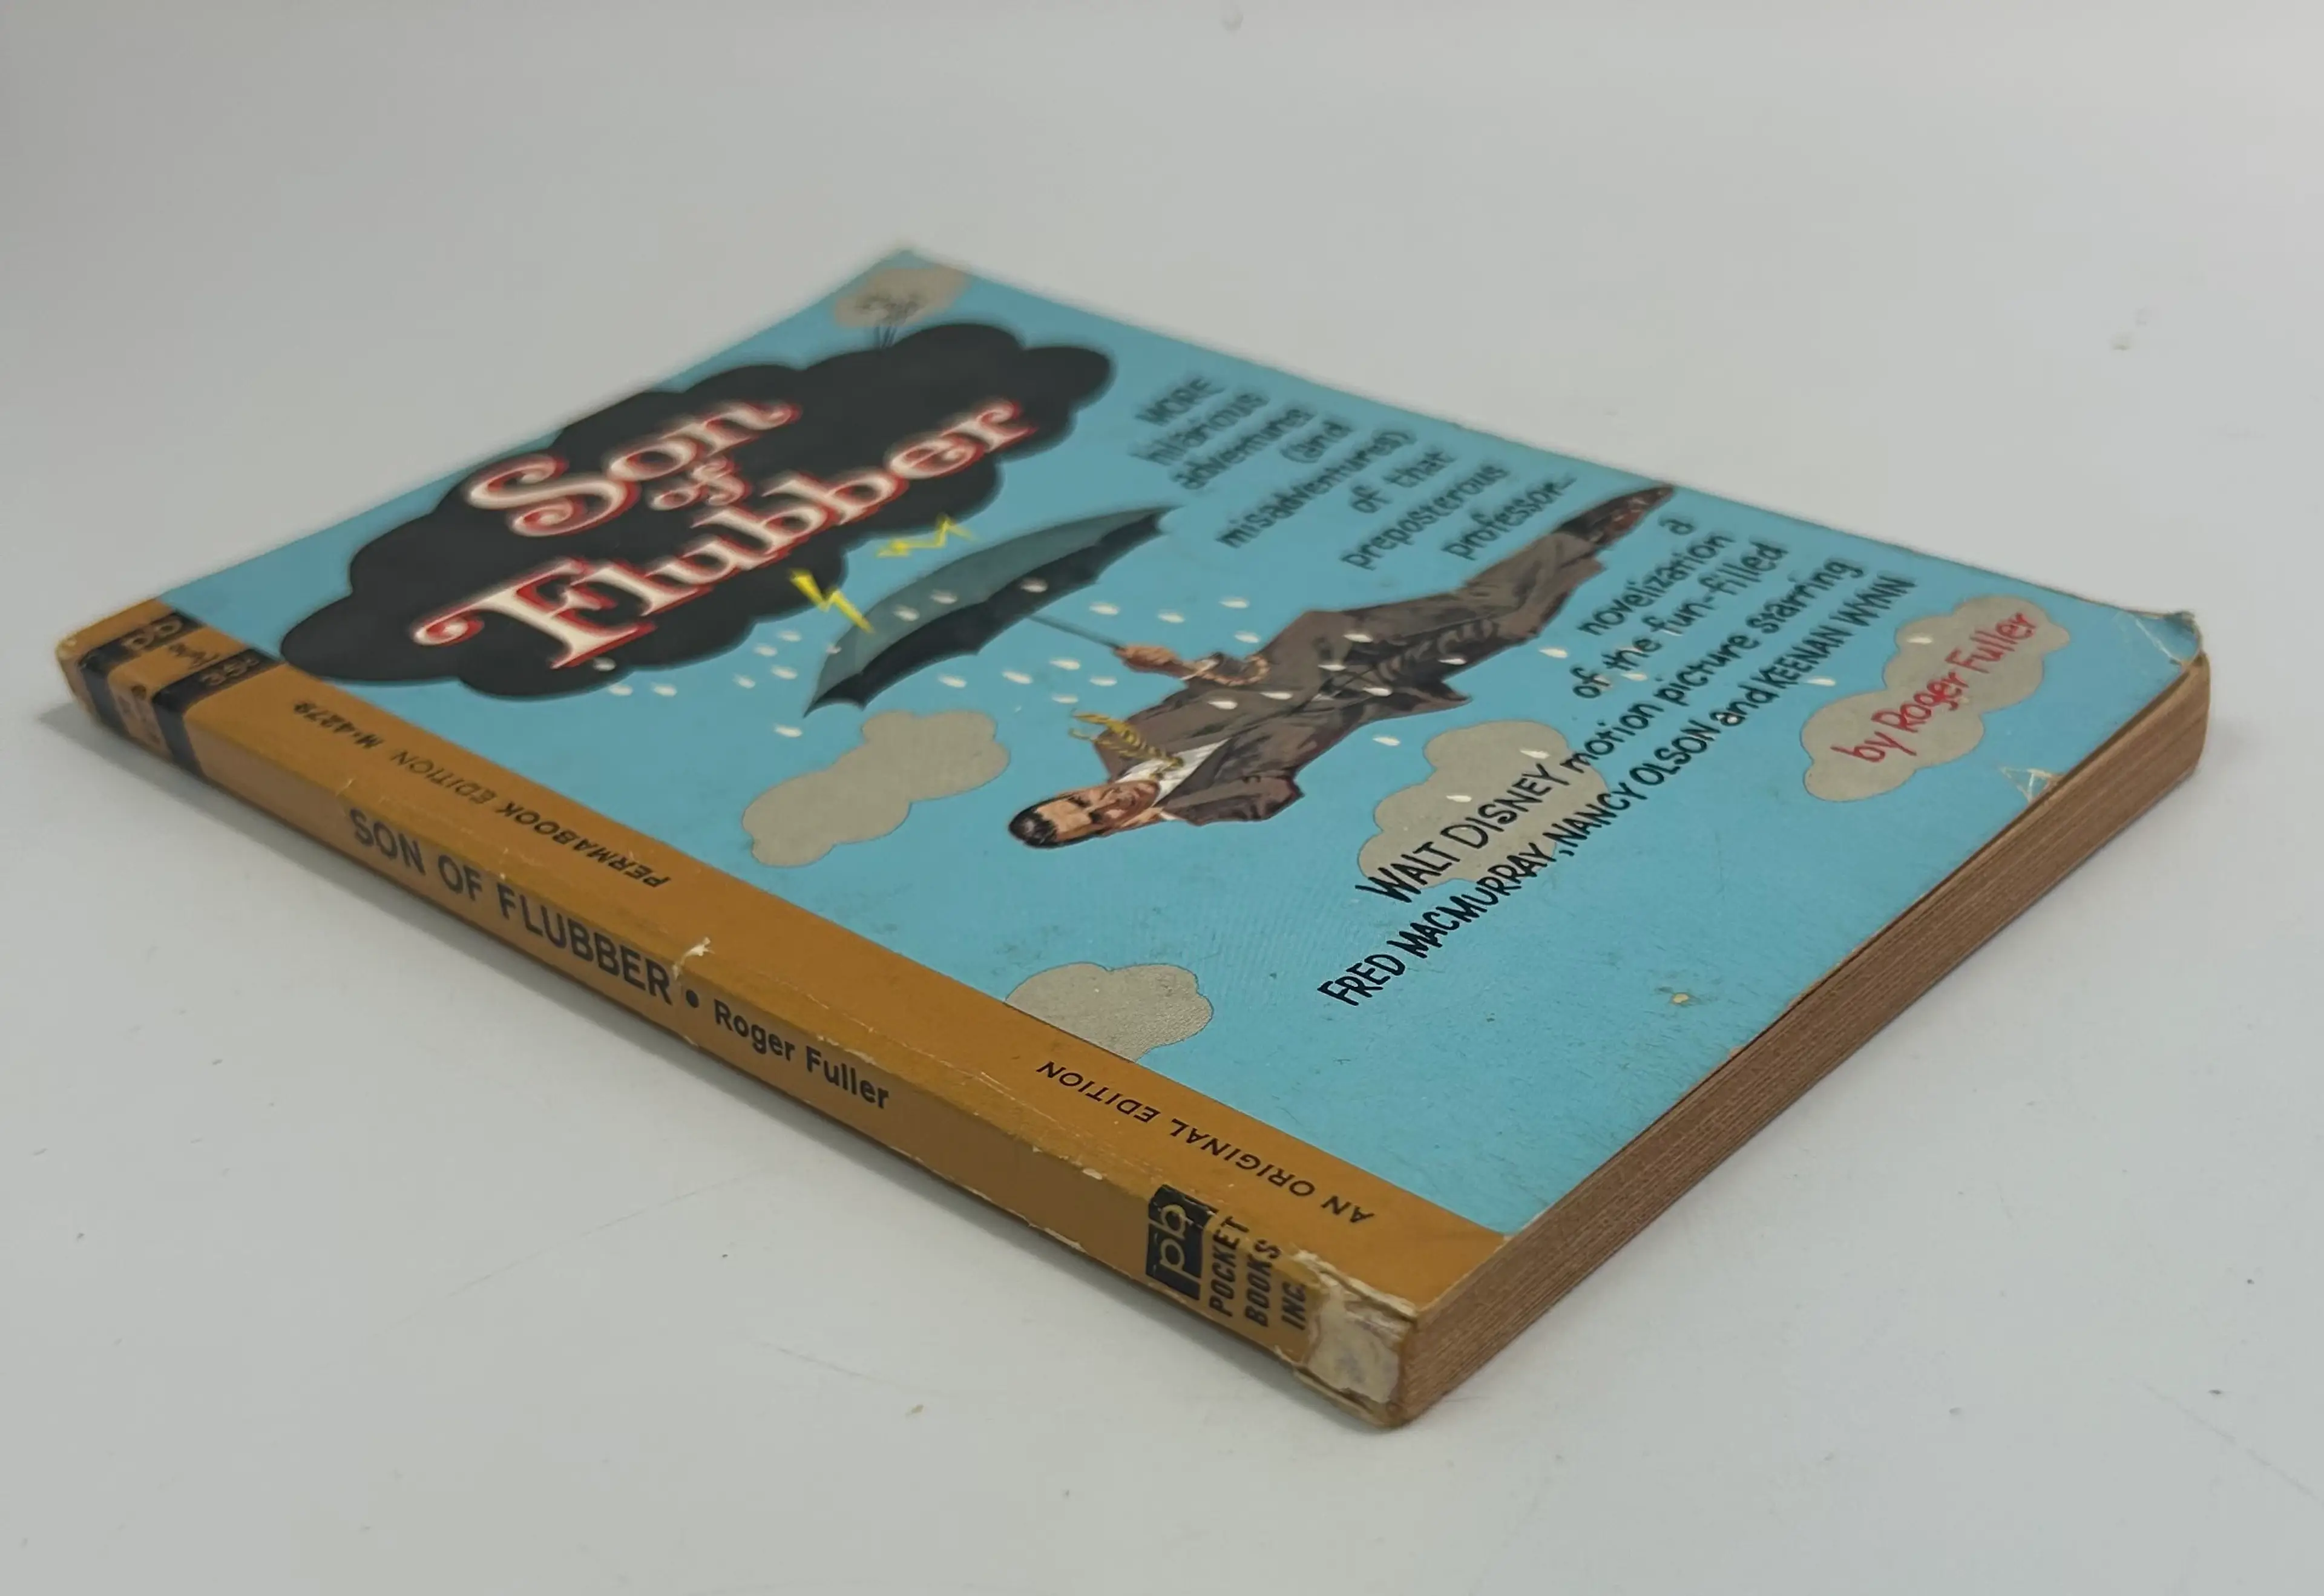 Son
of
Flubber
MORE
hilarious
adventures
(and
misadventures)
of that
preposterous
professor—
a
novelization
of the fun-filled
WALT DISNEY motion picture starring
FRED MACMURRAY, NANCY OLSON and KEENAN WYNN
by Roger Fuller
35¢
PERMABOOK EDITION M-4279
AN ORIGINAL EDITION
SON OF FLUBBER • Roger Fuller
pb
POCKET
BOOKS
INC.